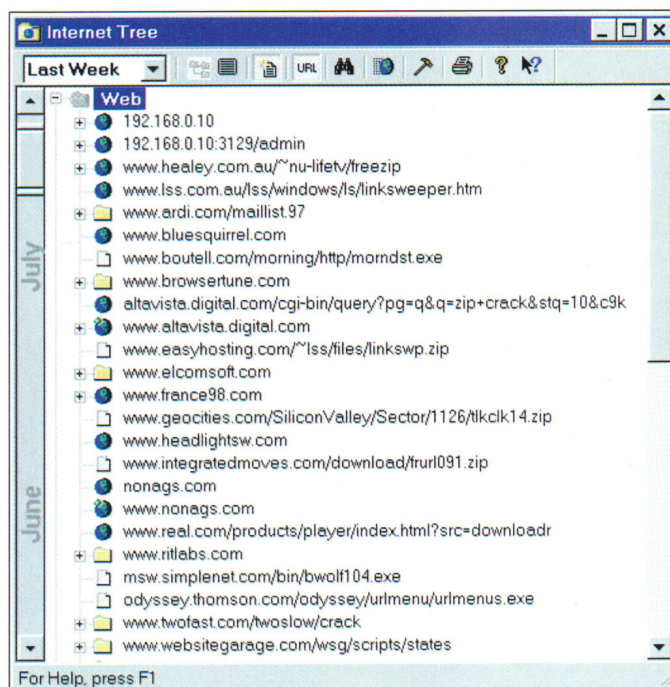 Internet Tree
Last Week
URL
Web
192.168.0.10
192.168.0.10:3129/admin
www.healey.com.au/~nu-lifetv/freezip
www.lss.com.au/lss/windows/ls/linksweeper.htm
www.ardi.com/maillist.97
www.bluesquirrel.com
www.boutell.com/morning/http/morndst.exe
www.browsertune.com
altavista.digital.com/cgi-bin/query?pg=q&q=zip+crack&stq=10&c9k
www.altavista.digital.com
www.easyhosting.com/~lss/files/linkswp.zip
www.elcomsoft.com
www.france98.com
www.geocities.com/SiliconValley/Sector/1126/tlkclk14.zip
www.headlightsw.com
www.integratedmoves.com/download/frurl091.zip
nonags.com
www.nonags.com
www.real.com/products/player/index.html?src=downloadr
www.ritlabs.com
msw.simplenet.com/bin/bwolf104.exe
odyssey.thomson.com/odyssey/urlmenu/urlmenus.exe
www.twofast.com/twoslow/crack
www.websitegarage.com/wsg/scripts/states
July
June
For Help, press F1